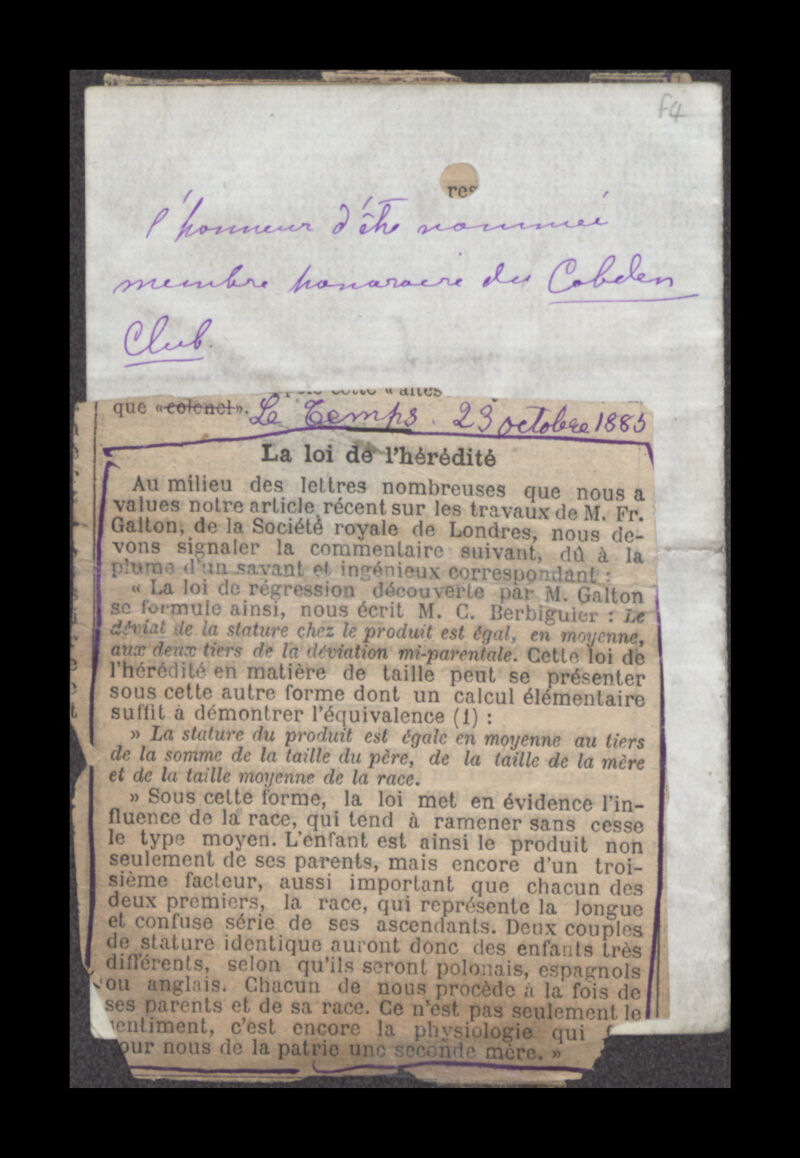 f4
res
l'honneur d'être nommée
membre honoraire du Cobden
Club.
cette « altes
que «colonel». Le Temps. 23 octobre 1885
La loi de l'hérédité
Au milieu des lettres nombreuses que nous a
values notre article récent sur les travaux de M. Fr.
Galton, de la Société royale de Londres, nous de-
vons signaler la commentaire suivant, dû à la
plume d'un savant et ingénieux correspondant :
« La loi de régression découverte par M. Galton
se formule ainsi, nous écrit M. C. Berbiguier : Le
déviat de la stature chez le produit est égal, en moyenne,
aux deux tiers de la déviation mi-parentale. Cette loi de
l'hérédité en matière de taille peut se présenter
sous cette autre forme dont un calcul élémentaire
suffit à démontrer l'équivalence (1) :
» La stature du produit est égale en moyenne au tiers
de la somme de la taille du père, de la taille de la mère
et de la taille moyenne de la race.
» Sous cette forme, la loi met en évidence l'in-
fluence de la race, qui tend à ramener sans cesse
le type moyen. L'enfant est ainsi le produit non
seulement de ses parents, mais encore d'un troi-
sième facteur, aussi important que chacun des
deux premiers, la race, qui représente la longue
et confuse série de ses ascendants. Deux couples
de stature identique auront donc des enfants très
différents, selon qu'ils seront polonais, espagnols
ou anglais. Chacun de nous procède à la fois de
ses parents et de sa race. Ce n'est pas seulement le
sentiment, c'est encore la physiologie qui f
our nous de la patrie une seconde mère. »